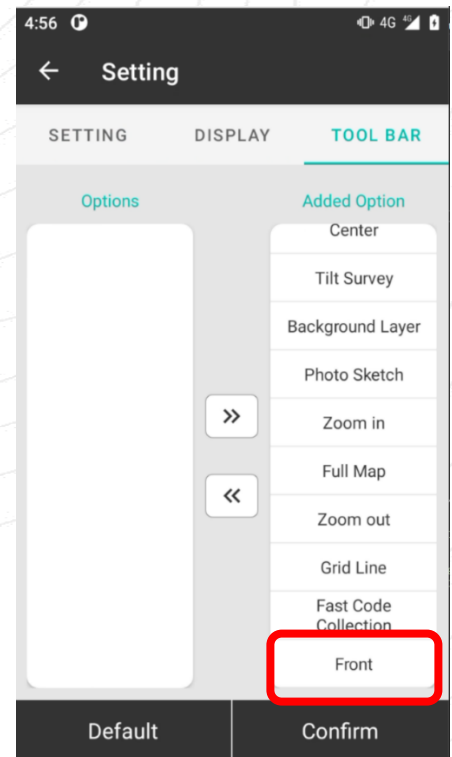 4:56 4G 4G
Setting
SETTING DISPLAY TOOL BAR
Options Added Option
Center
Tilt Survey
Background Layer
Photo Sketch
Zoom in
Full Map
Zoom out
Grid Line
Fast Code
Collection
Front
Default Confirm